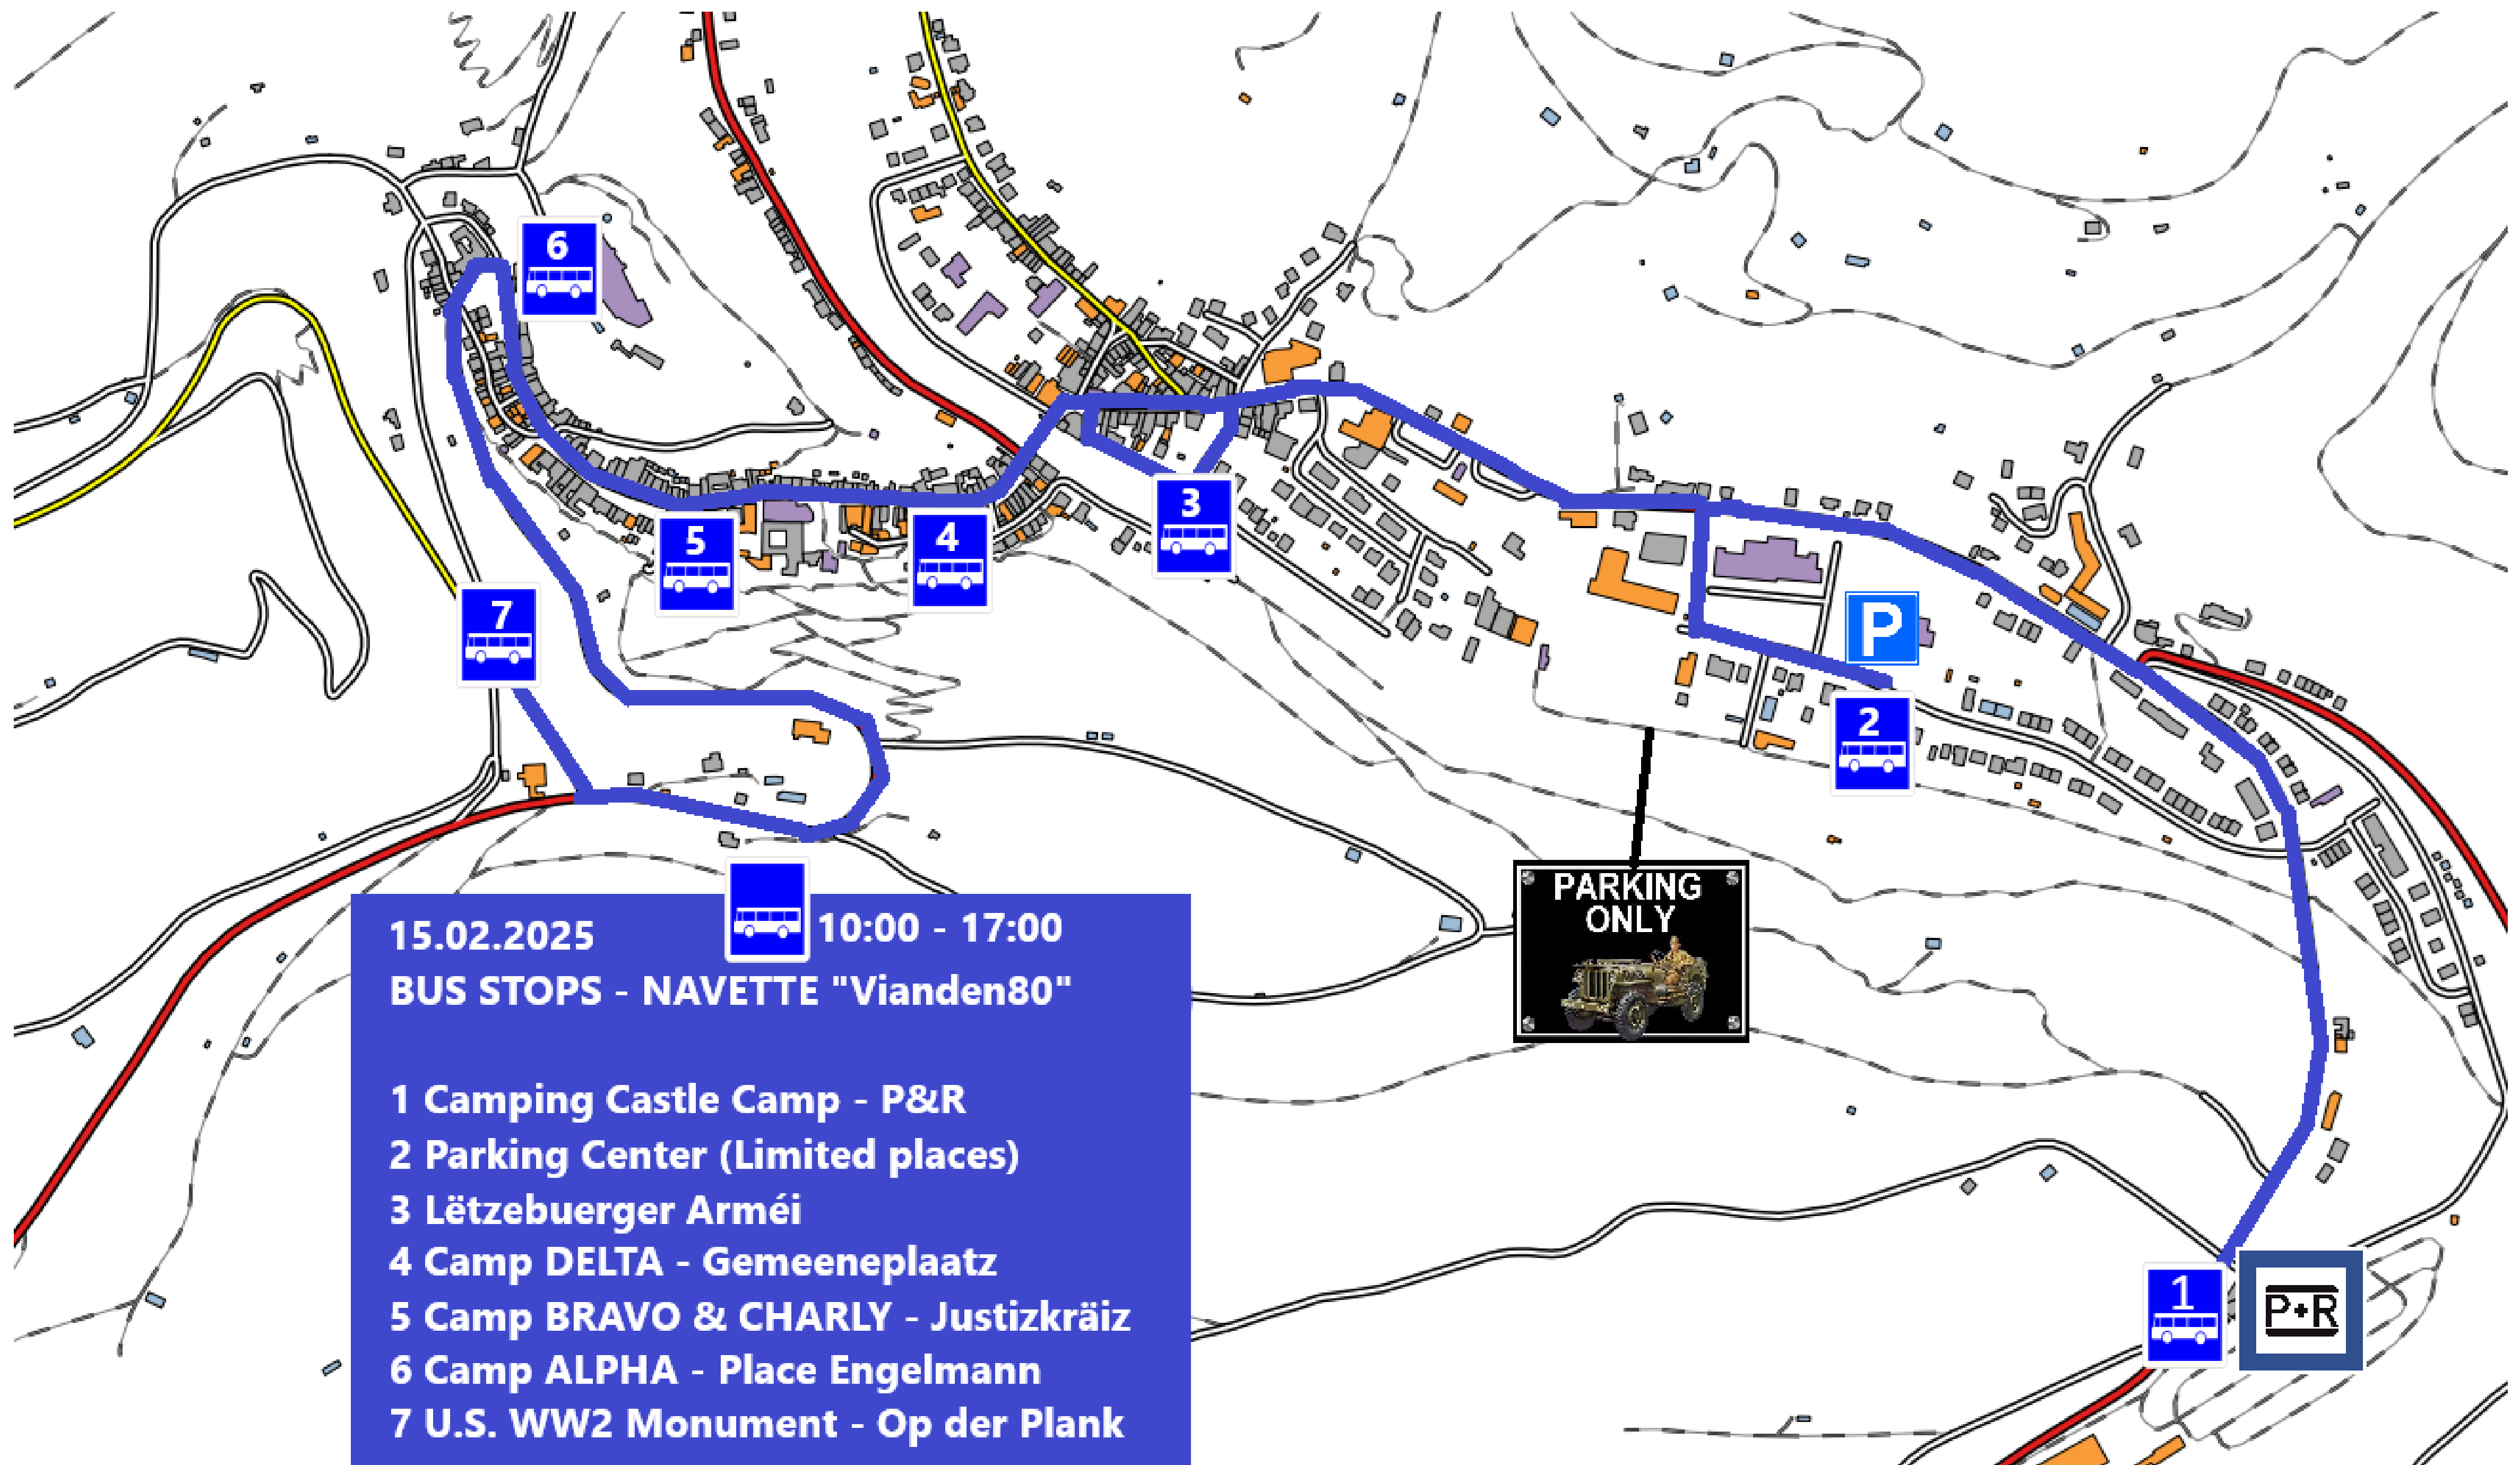 6
3
5
4
7
P
2
PARKING
ONLY
15.02.2025
10:00 - 17:00
BUS STOPS - NAVETTE "Vianden80"
1 Camping Castle Camp - P&R
2 Parking Center (Limited places)
3 Lëtzebuerger Arméi
4 Camp DELTA - Gemeeneplaatz
5 Camp BRAVO & CHARLY - Justizkräiz
6 Camp ALPHA - Place Engelmann
7 U.S. WW2 Monument - Op der Plank
1
P+R